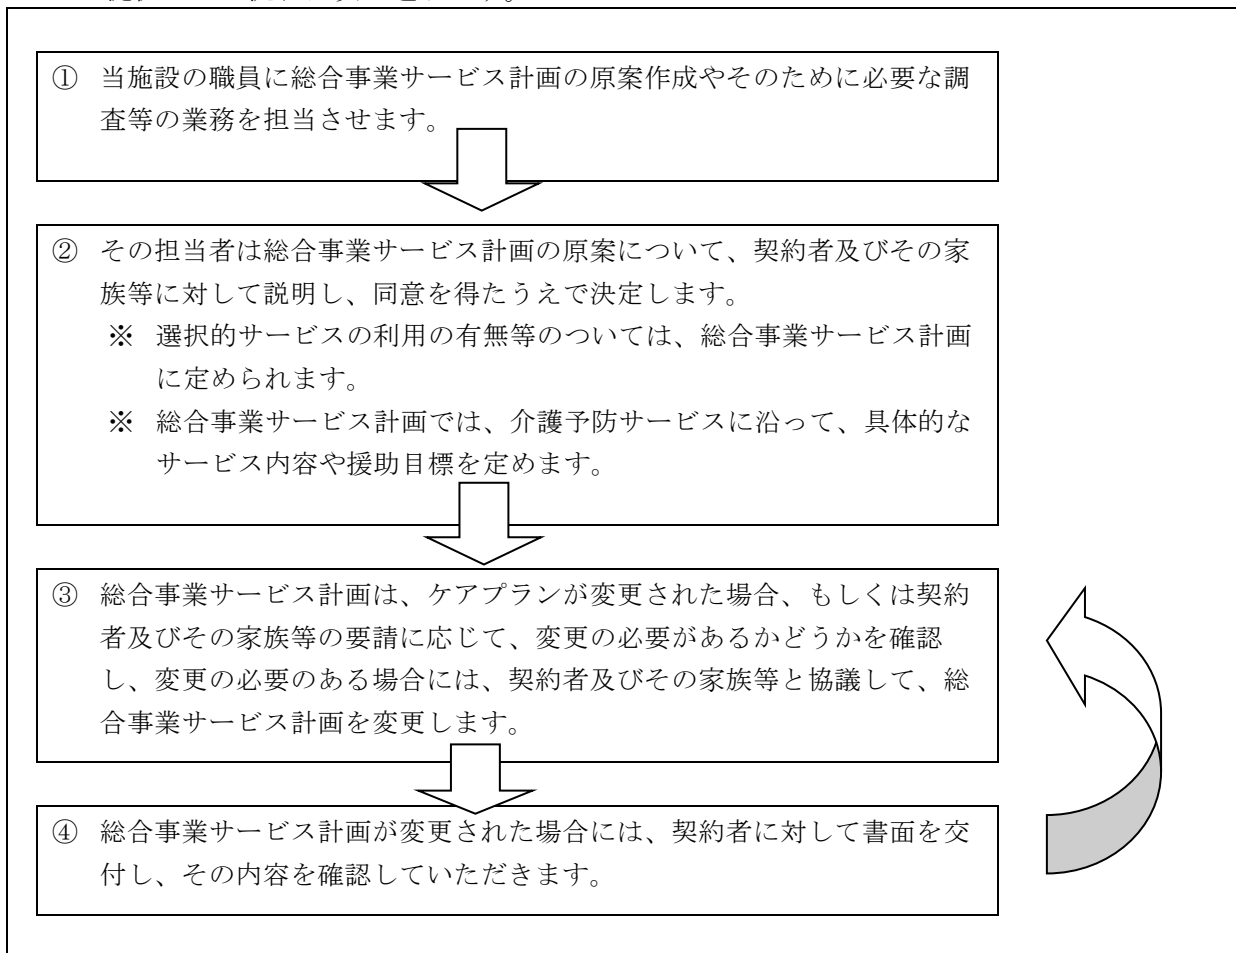 ① 当施設の職員に総合事業サービス計画の原案作成やそのために必要な調
査等の業務を担当させます。
② その担当者は総合事業サービス計画の原案について、契約者及びその家
族等に対して説明し、同意を得たうえで決定します。
※ 選択的サービスの利用の有無等のついては、総合事業サービス計画
に定められます。
※ 総合事業サービス計画では、介護予防サービスに沿って、具体的な
サービス内容や援助目標を定めます。
③ 総合事業サービス計画は、ケアプランが変更された場合、もしくは契約
者及びその家族等の要請に応じて、変更の必要があるかどうかを確認
し、変更の必要のある場合には、契約者及びその家族等と協議して、総
合事業サービス計画を変更します。
④ 総合事業サービス計画が変更された場合には、契約者に対して書面を交
付し、その内容を確認していただきます。